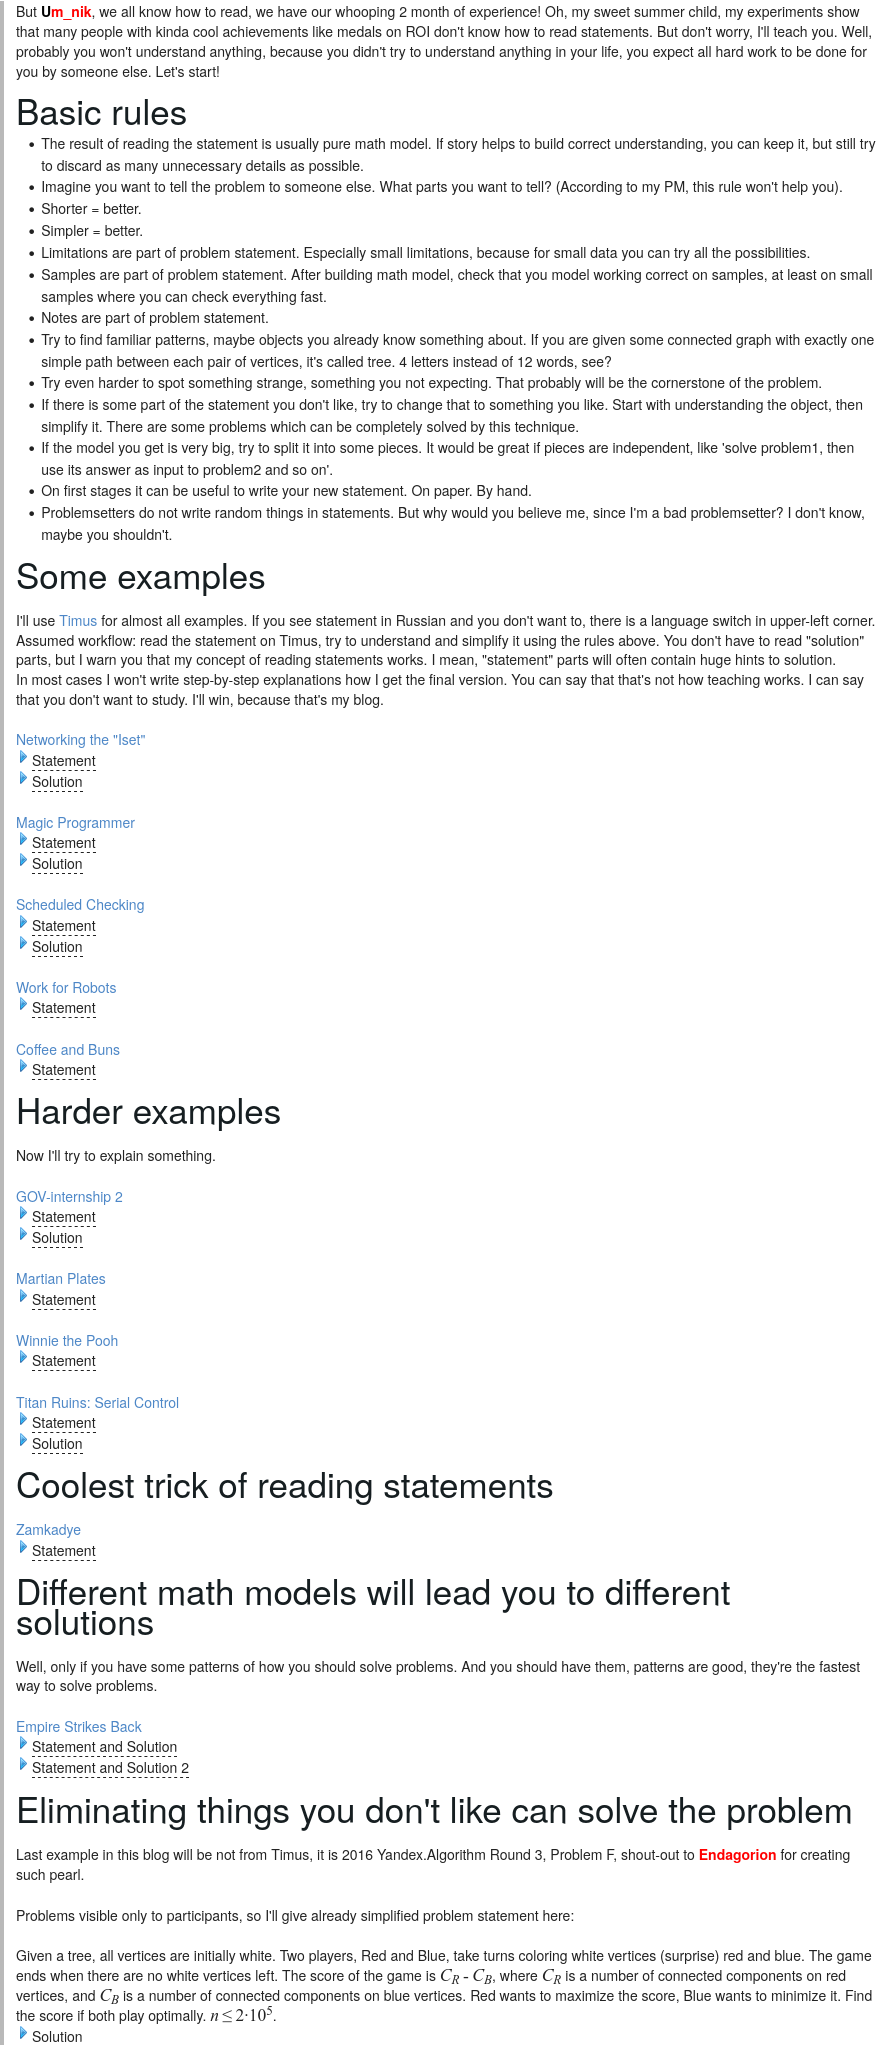 But Um_nik, we all know how to read, we have our whooping 2 month of experience! Oh, my sweet summer child, my experiments show
that many people with kinda cool achievements like medals on ROI don't know how to read statements. But don't worry, I'll teach you. Well,
probably you won't understand anything, because you didn't try to understand anything in your life, you expect all hard work to be done for
you by someone else. Let's start!
Basic rules
• The result of reading the statement is usually pure math model. If story helps to build correct understanding, you can keep it, but still try
to discard as many unnecessary details as possible.
• Imagine you want to tell the problem to someone else. What parts you want to tell? (According to my PM, this rule won't help you).
• Shorter = better.
• Simpler = better.
• Limitations are part of problem statement. Especially small limitations, because for small data you can try all the possibilities.
• Samples are part of problem statement. After building math model, check that you model working correct on samples, at least on small
samples where you can check everything fast.
• Notes are part of problem statement.
• Try to find familiar patterns, maybe objects you already know something about. If you are given some connected graph with exactly one
simple path between each pair of vertices, it's called tree. 4 letters instead of 12 words, see?
• Try even harder to spot something strange, something you not expecting. That probably will be the cornerstone of the problem.
• If there is some part of the statement you don't like, try to change that to something you like. Start with understanding the object, then
simplify it. There are some problems which can be completely solved by this technique.
• If the model you get is very big, try to split it into some pieces. It would be great if pieces are independent, like 'solve problem1, then
use its answer as input to problem2 and so on'.
• On first stages it can be useful to write your new statement. On paper. By hand.
• Problemsetters do not write random things in statements. But why would you believe me, since I'm a bad problemsetter? I don't know,
maybe you shouldn't.
Some examples
I'll use Timus for almost all examples. If you see statement in Russian and you don't want to, there is a language switch in upper-left corner.
Assumed workflow: read the statement on Timus, try to understand and simplify it using the rules above. You don't have to read "solution"
parts, but I warn you that my concept of reading statements works. I mean, "statement" parts will often contain huge hints to solution.
In most cases I won't write step-by-step explanations how I get the final version. You can say that that's not how teaching works. I can say
that you don't want to study. I'll win, because that's my blog.
Networking the "Iset"
Statement
Solution
Magic Programmer
Statement
Solution
Scheduled Checking
Statement
Solution
Work for Robots
Statement
Coffee and Buns
Statement
Harder examples
Now I'll try to explain something.
GOV-internship 2
Statement
Solution
Martian Plates
Statement
Winnie the Pooh
Statement
Titan Ruins: Serial Control
Statement
Solution
Coolest trick of reading statements
Zamkadye
Statement
Different math models will lead you to different
solutions
Well, only if you have some patterns of how you should solve problems. And you should have them, patterns are good, they're the fastest
way to solve problems.
Empire Strikes Back
Statement and Solution
Statement and Solution 2
Eliminating things you don't like can solve the problem
Last example in this blog will be not from Timus, it is 2016 Yandex.Algorithm Round 3, Problem F, shout-out to Endagorion for creating
such pearl.
Problems visible only to participants, so I'll give already simplified problem statement here:
Given a tree, all vertices are initially white. Two players, Red and Blue, take turns coloring white vertices (surprise) red and blue. The game
ends when there are no white vertices left. The score of the game is C_R - C_B, where C_R is a number of connected components on red
vertices, and C_B is a number of connected components on blue vertices. Red wants to maximize the score, Blue wants to minimize it. Find
the score if both play optimally. n ≤ 2·10^5.
Solution